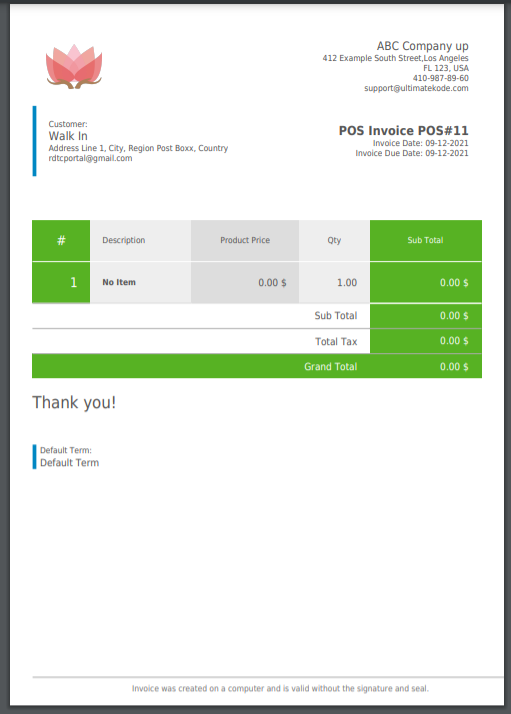 ABC Company up
412 Example South Street,Los Angeles
FL 123, USA
410-987-89-60
support@ultimatekode.com
Customer:
Walk In
Address Line 1, City, Region Post Boxx, Country
rdtcportal@gmail.com
POS Invoice POS#11
Invoice Date: 09-12-2021
Invoice Due Date: 09-12-2021
# Description Product Price Qty Sub Total
1 No Item 0.00 $ 1.00 0.00 $
Sub Total 0.00 $
Total Tax 0.00 $
Grand Total 0.00 $
Thank you!
Default Term:
Default Term
Invoice was created on a computer and is valid without the signature and seal.